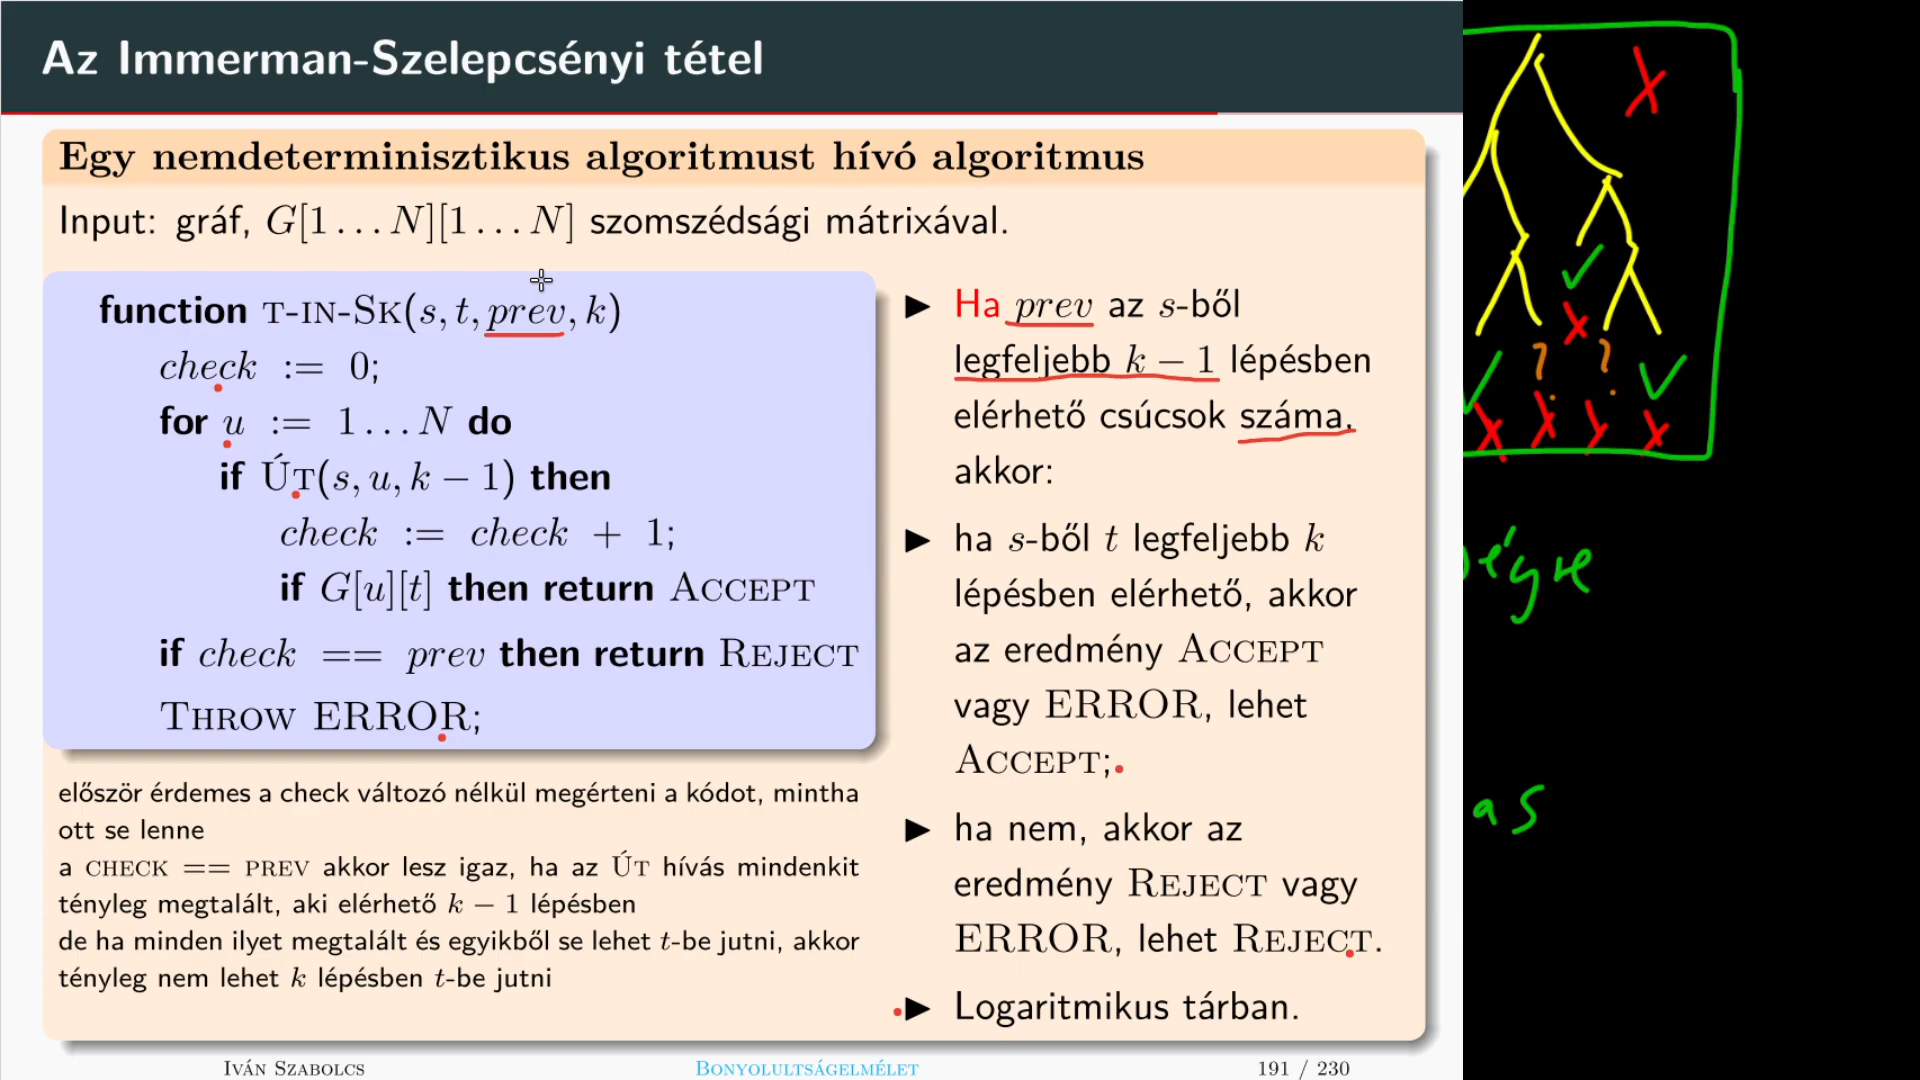 Az Immerman-Szelepcsényi tétel
Egy nemdeterminisztikus algoritmust hívó algoritmus
Input: gráf, G[1 . . . N][1 . . . N] szomszédsági mátrixával.
function T-IN-SK(s, t, prev, k)
check := 0;
for u := 1 . . . N do
if ÚT(s, u, k − 1) then
check := check + 1;
if G[u][t] then return ACCEPT
if check == prev then return REJECT
THROW ERROR;
először érdemes a check változó nélkül megérteni a kódot, mintha
ott se lenne
a CHECK == PREV akkor lesz igaz, ha az ÚT hívás mindenkit
tényleg megtalált, aki elérhető k − 1 lépésben
de ha minden ilyet megtalált és egyikből se lehet t-be jutni, akkor
tényleg nem lehet k lépésben t-be jutni
▶ Ha prev az s-ből
legfeljebb k − 1 lépésben
elérhető csúcsok száma,
akkor:
▶ ha s-ből t legfeljebb k
lépésben elérhető, akkor
az eredmény ACCEPT
vagy ERROR, lehet
ACCEPT;
▶ ha nem, akkor az
eredmény REJECT vagy
ERROR, lehet REJECT.
▶ Logaritmikus tárban.
IVÁN SZABOLCS
BONYOLULTSÁGELMÉLET
191 / 230
? ?
as